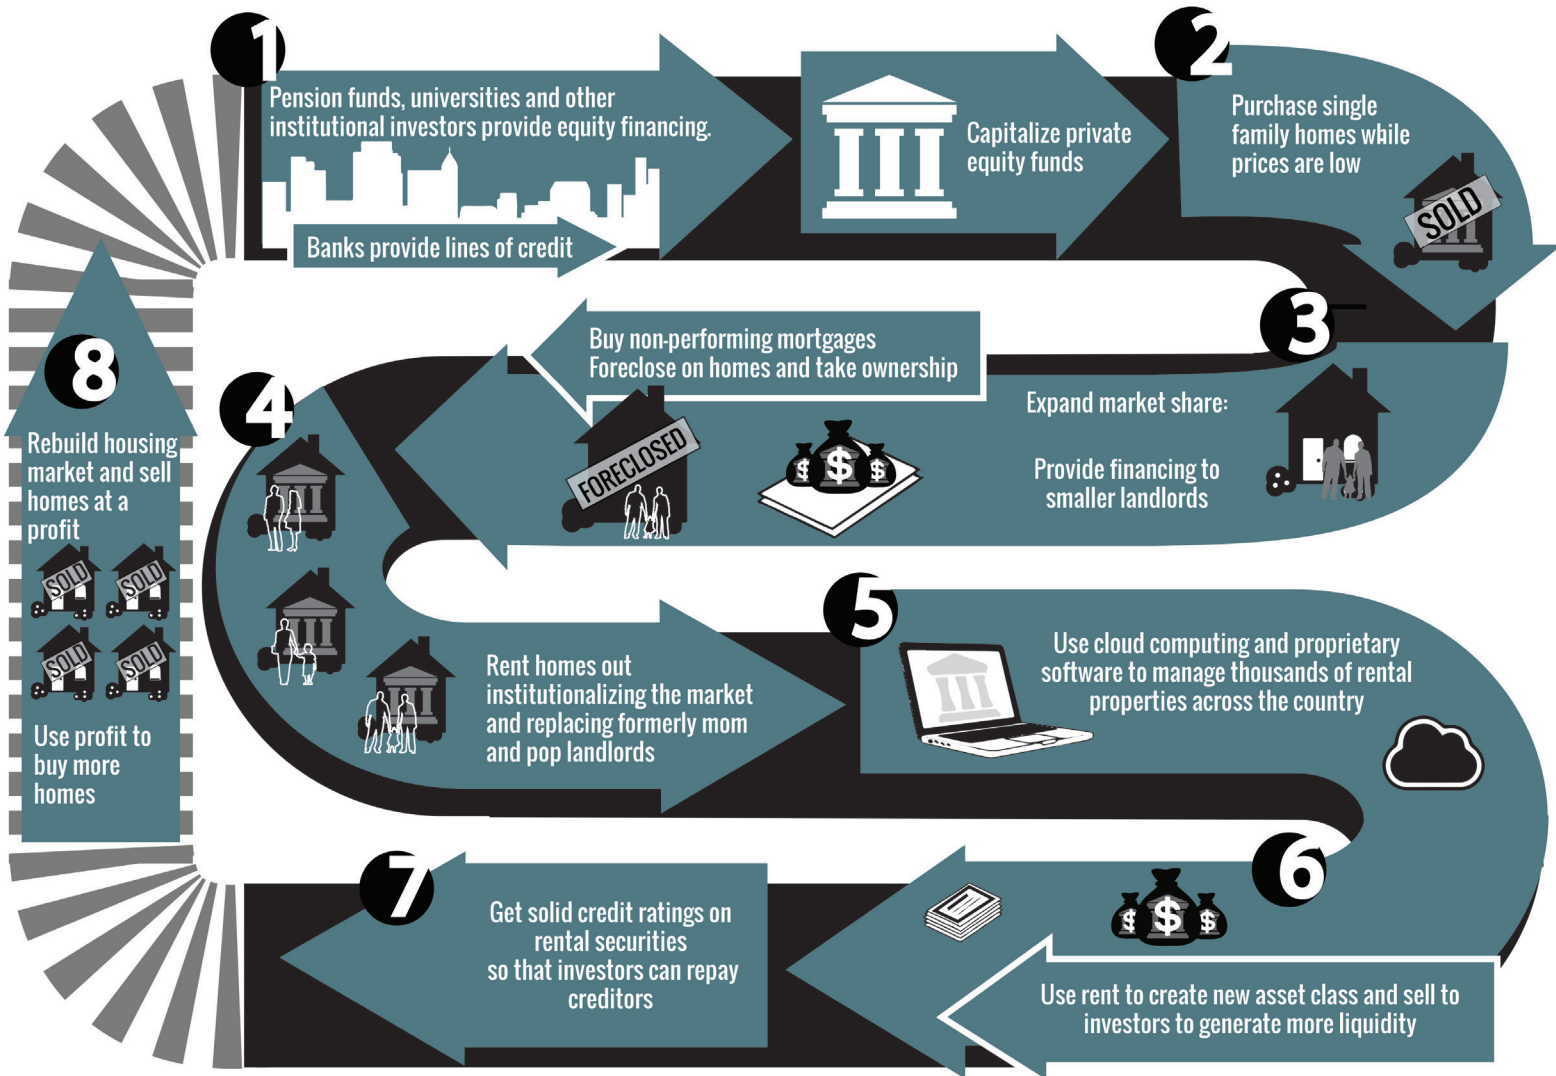 1
Pension funds, universities and other
institutional investors provide equity financing.
Banks provide lines of credit
Capitalize private
equity funds
2
Purchase single
family homes while
prices are low
SOLD
3
Expand market share:
Provide financing to
smaller landlords
$ $ $
Buy non-performing mortgages
Foreclose on homes and take ownership
FORECLOSED
4
Rent homes out
institutionalizing the market
and replacing formerly mom
and pop landlords
5
Use cloud computing and proprietary
software to manage thousands of rental
properties across the country
6
$ $ $
Use rent to create new asset class and sell to
investors to generate more liquidity
7
Get solid credit ratings on
rental securities
so that investors can repay
creditors
8
Rebuild housing
market and sell
homes at a
profit
SOLD SOLD
SOLD SOLD
Use profit to
buy more
homes